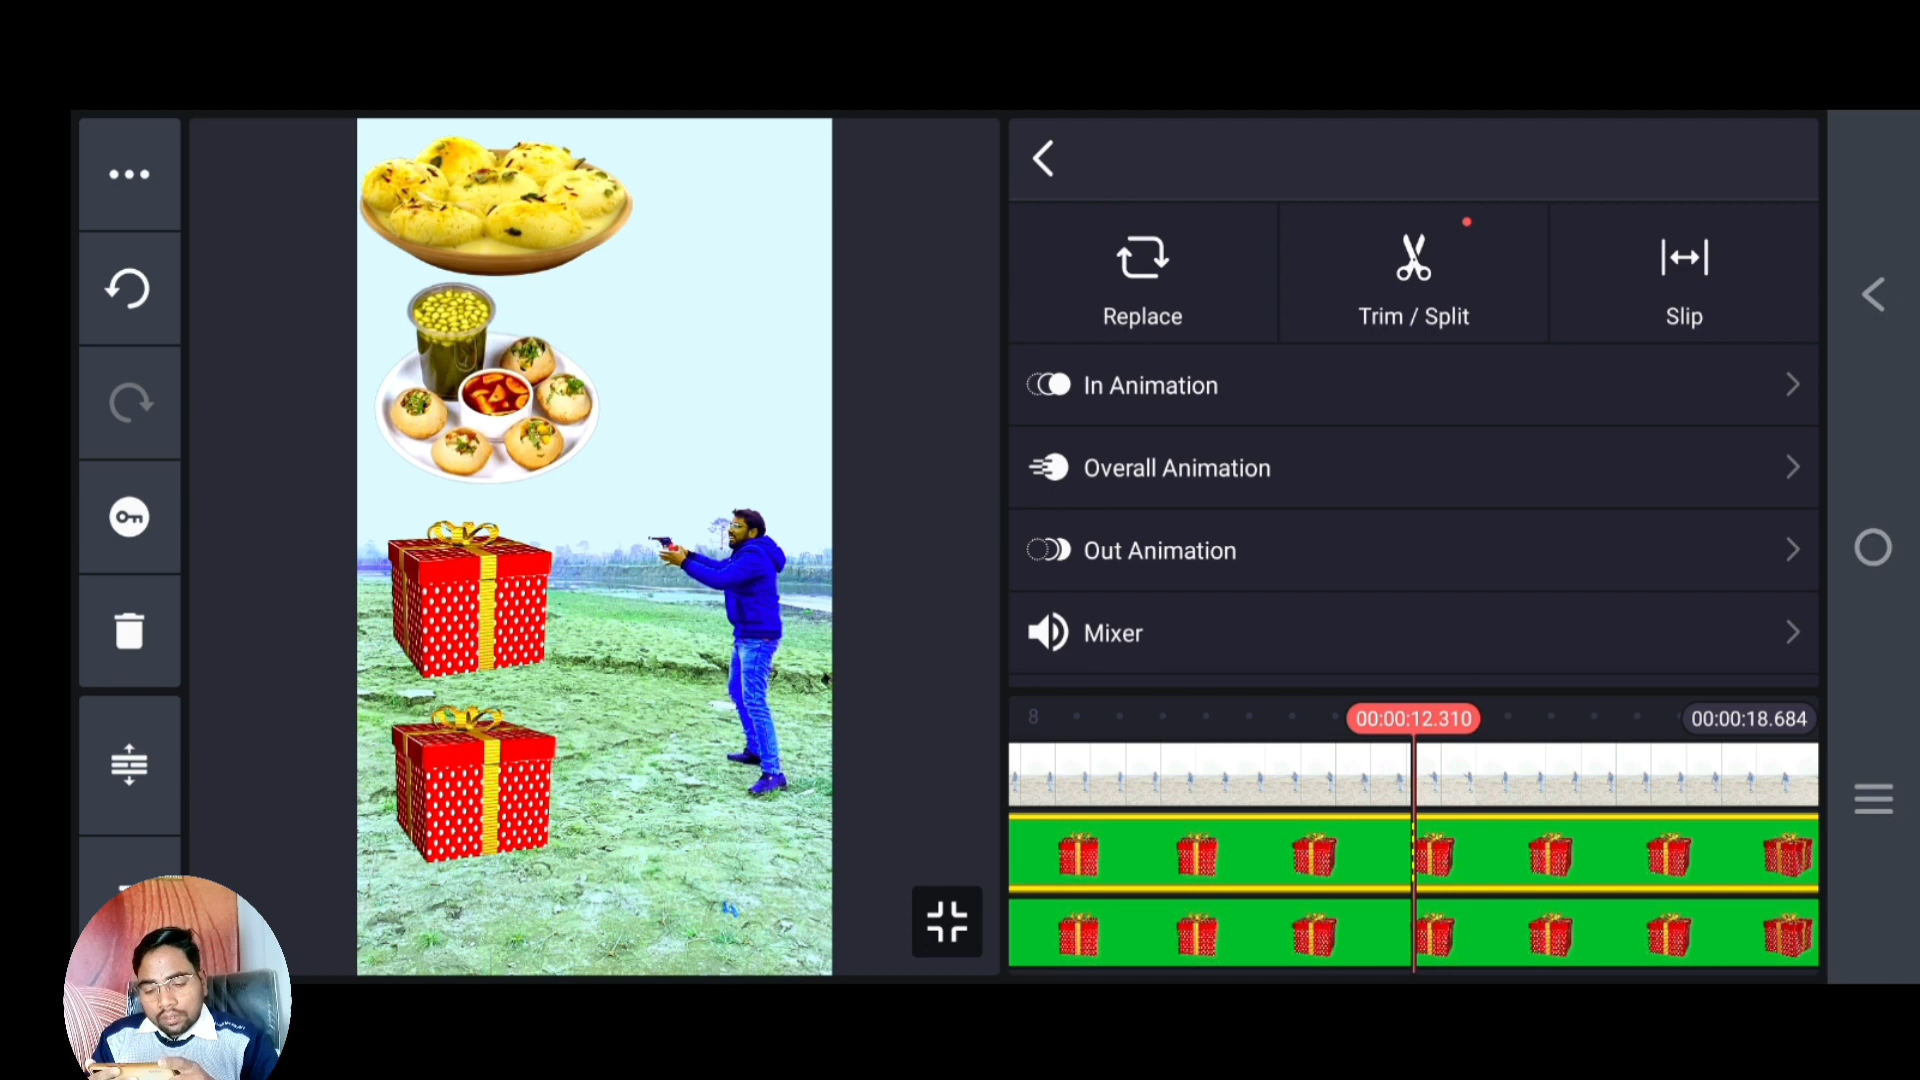 Replace
Trim / Split
Slip
In Animation
Overall Animation
Out Animation
Mixer
8
00:00:12.310
00:00:18.684